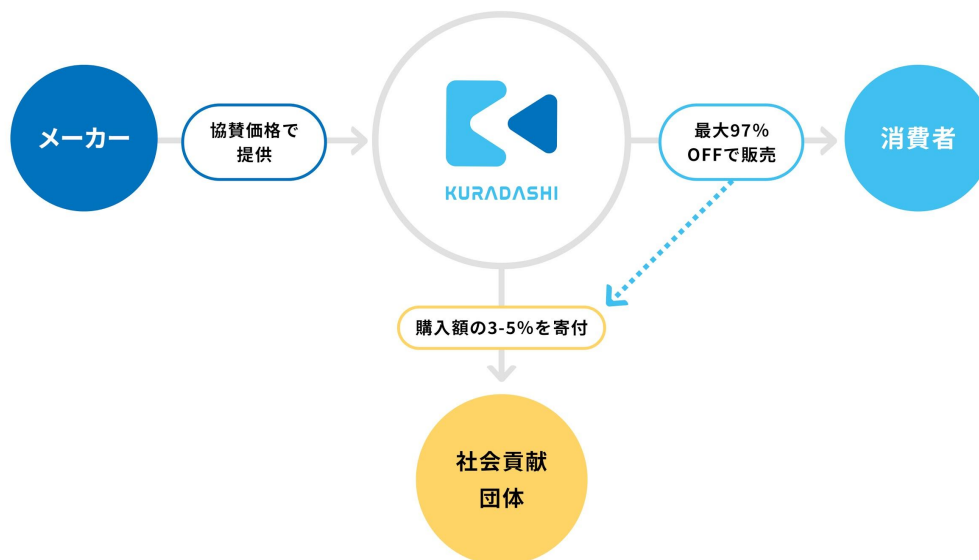 メーカー
協賛価格で
提供
KURADASHI
最大97%
OFFで販売
消費者
購入額の3-5%を寄付
社会貢献
団体